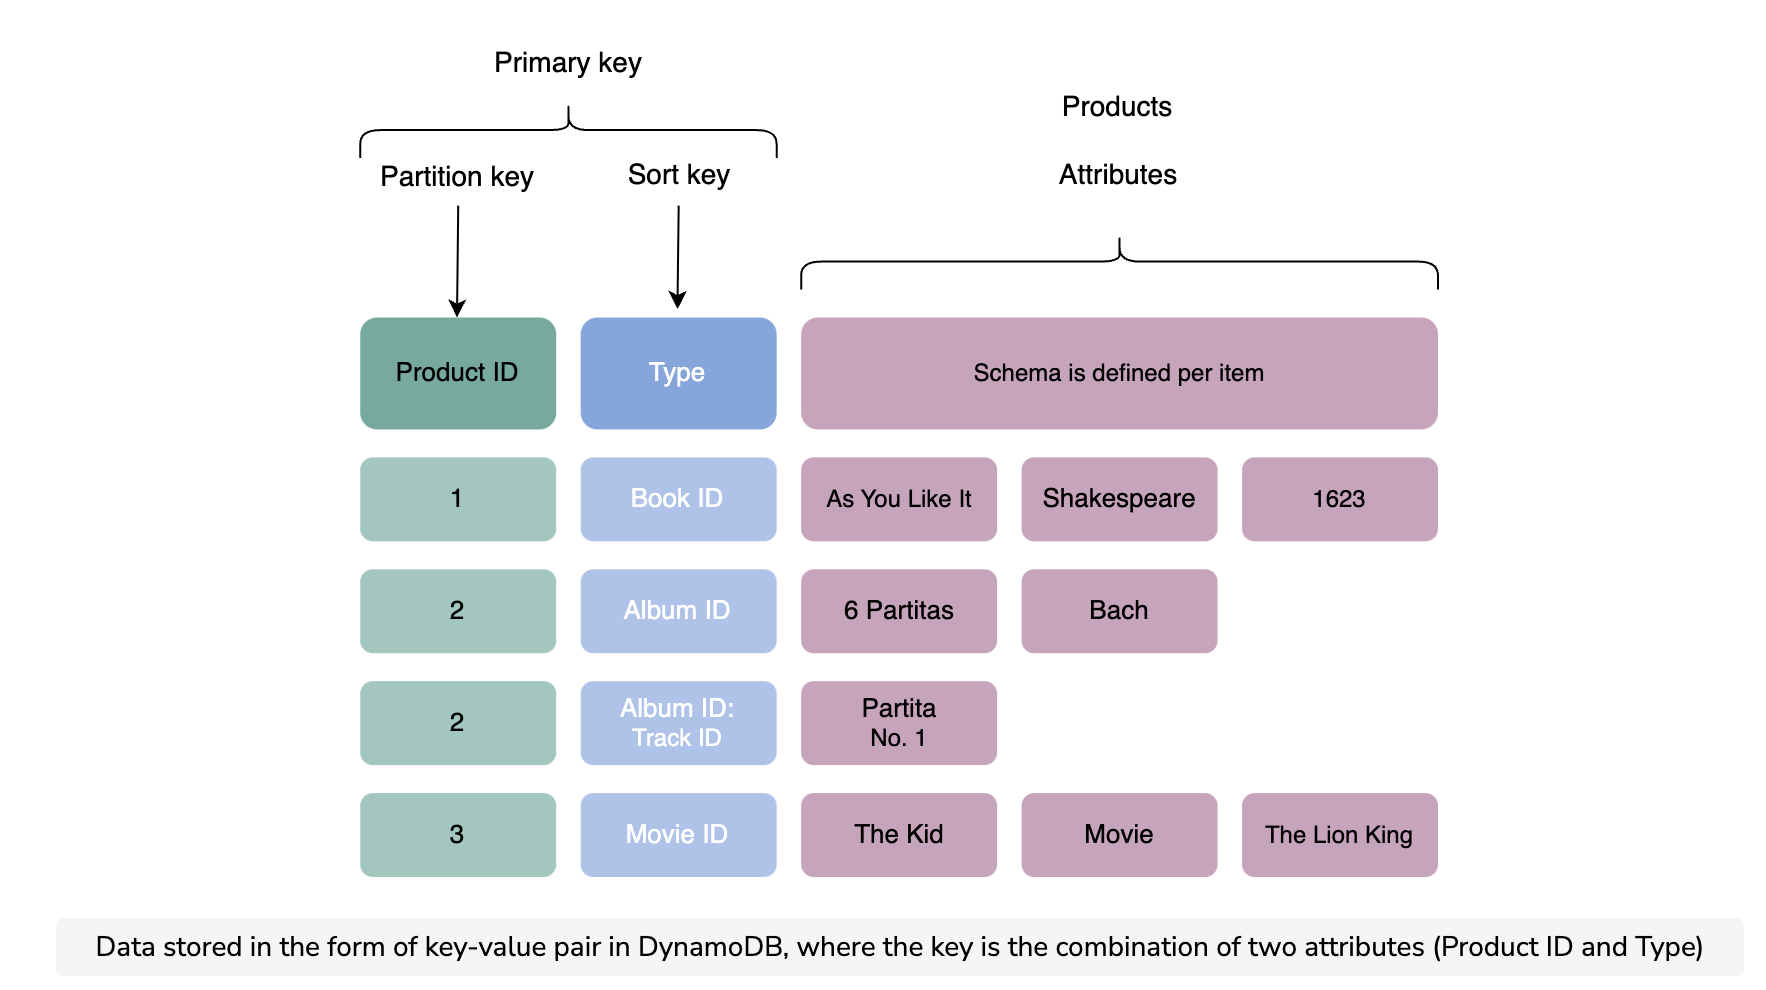 Primary key
Products
Partition key
Sort key
Attributes
Product ID
Type
Schema is defined per item
1
Book ID
As You Like It
Shakespeare
1623
2
Album ID
6 Partitas
Bach
2
Album ID:
Track ID
Partita
No. 1
3
Movie ID
The Kid
Movie
The Lion King
Data stored in the form of key-value pair in DynamoDB, where the key is the combination of two attributes (Product ID and Type)